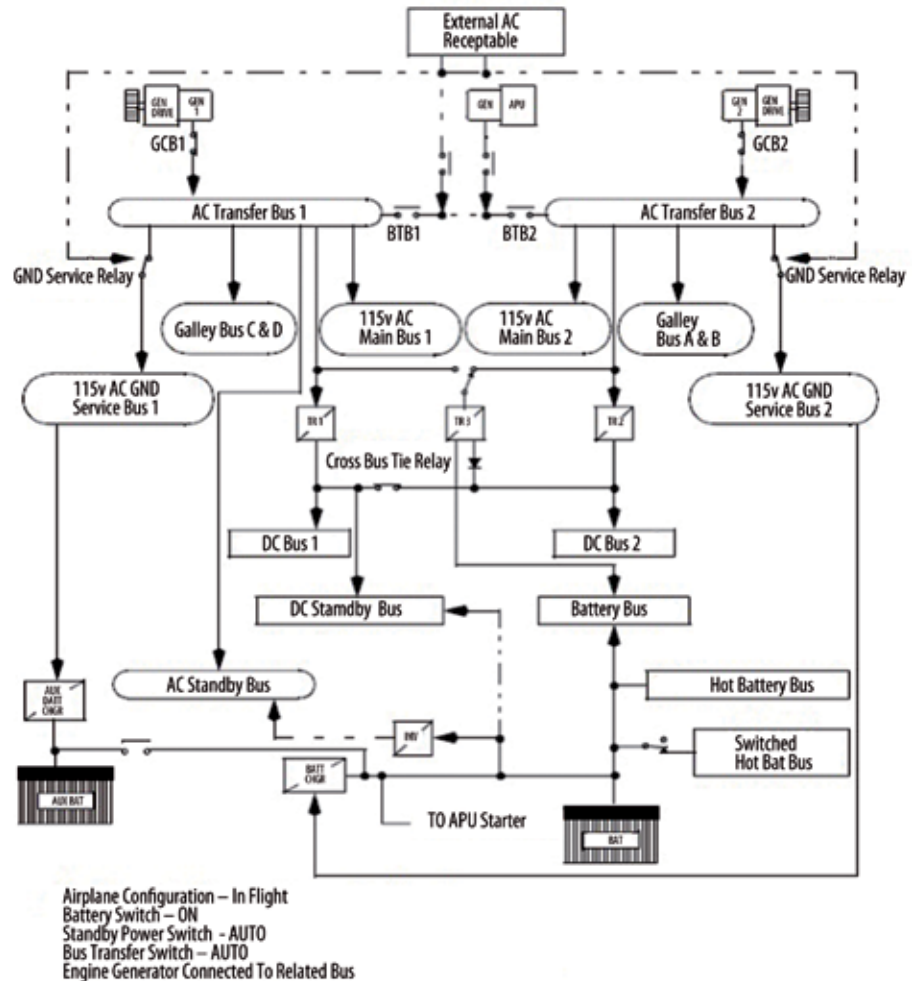 External AC
Receptable
GEN
DRIVE
GEN
1
GEN
APU
GEN
2
GEN
DRIVE
GCB1
GCB2
AC Transfer Bus 1
AC Transfer Bus 2
BTB1
BTB2
GND Service Relay
GND Service Relay
Galley Bus C & D
115v AC
Main Bus 1
115v AC
Main Bus 2
Galley
Bus A & B
115v AC GND
Service Bus 1
115v AC GND
Service Bus 2
TR 1
TR 3
TR 2
Cross Bus Tie Relay
DC Bus 1
DC Bus 2
DC Stamdby Bus
Battery Bus
AUX
BATT
CHGR
AC Standby Bus
Hot Battery Bus
INV
Switched
Hot Bat Bus
BATT
CHGR
AUX BAT
TO APU Starter
BAT
Airplane Configuration – In Flight
Battery Switch – ON
Standby Power Switch - AUTO
Bus Transfer Switch – AUTO
Engine Generator Connected To Related Bus